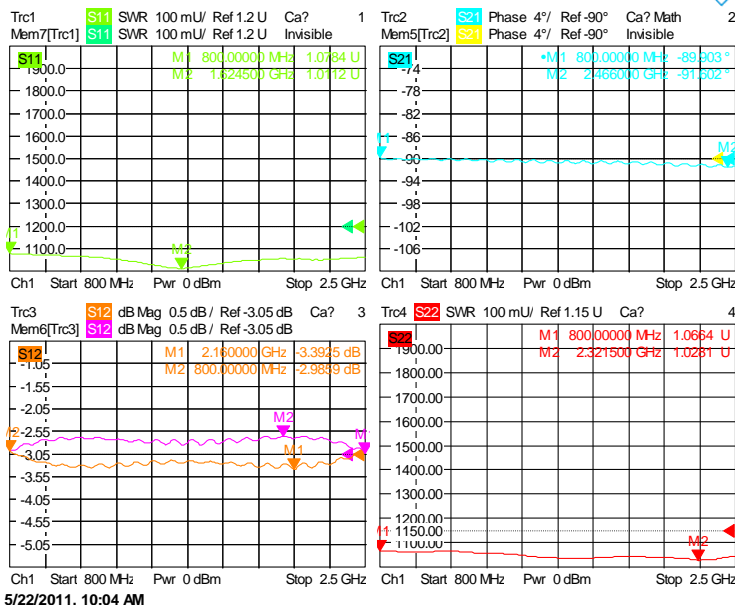 Trc1 S11 SWR 100 mU/ Ref 1.2 U Ca? 1
Mem7[Trc1] S11 SWR 100 mU/ Ref 1.2 U Invisible
S11
M1 800.00000 MHz 1.0784 U
M2 1.624500 GHz 1.0112 U
1900.0
1800.0
1700.0
1600.0
1500.0
1400.0
1300.0
1200.0
1100.0
M2
Ch1 Start 800 MHz Pwr 0 dBm Stop 2.5 GHz
Trc2 S21 Phase 4°/ Ref -90° Ca? Math 2
Mem5[Trc2] S21 Phase 4°/ Ref -90° Invisible
S21
•M1 800.00000 MHz -89.903 °
M2 2.466000 GHz -91.602 °
-74
-78
-82
-86
-90
-94
-98
-102
-106
M2
Ch1 Start 800 MHz Pwr 0 dBm Stop 2.5 GHz
Trc3 S12 dB Mag 0.5 dB/ Ref -3.05 dB Ca? 3
Mem6[Trc3] S12 dB Mag 0.5 dB/ Ref -3.05 dB
S12
M1 2.160000 GHz -3.3925 dB
M2 800.00000 MHz -2.9859 dB
-1.05
-1.55
-2.05
-2.55
-3.05
-3.55
-4.05
-4.55
-5.05
M2
M1
Ch1 Start 800 MHz Pwr 0 dBm Stop 2.5 GHz
Trc4 S22 SWR 100 mU/ Ref 1.15 U Ca? 4
S22
M1 800.00000 MHz 1.0664 U
M2 2.321500 GHz 1.0281 U
1900.00
1800.00
1700.00
1600.00
1500.00
1400.00
1300.00
1200.00
1150.00
1100.00
M2
Ch1 Start 800 MHz Pwr 0 dBm Stop 2.5 GHz
5/22/2011, 10:04 AM